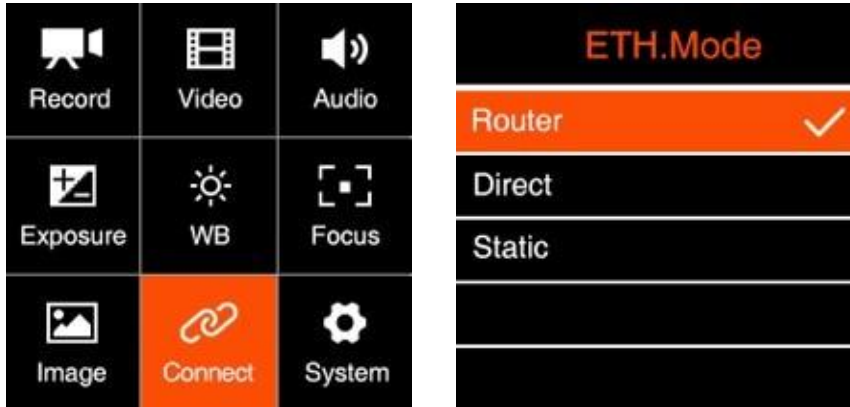 Record Video Audio
Exposure WB Focus
Image Connect System
ETH.Mode
Router
Direct
Static